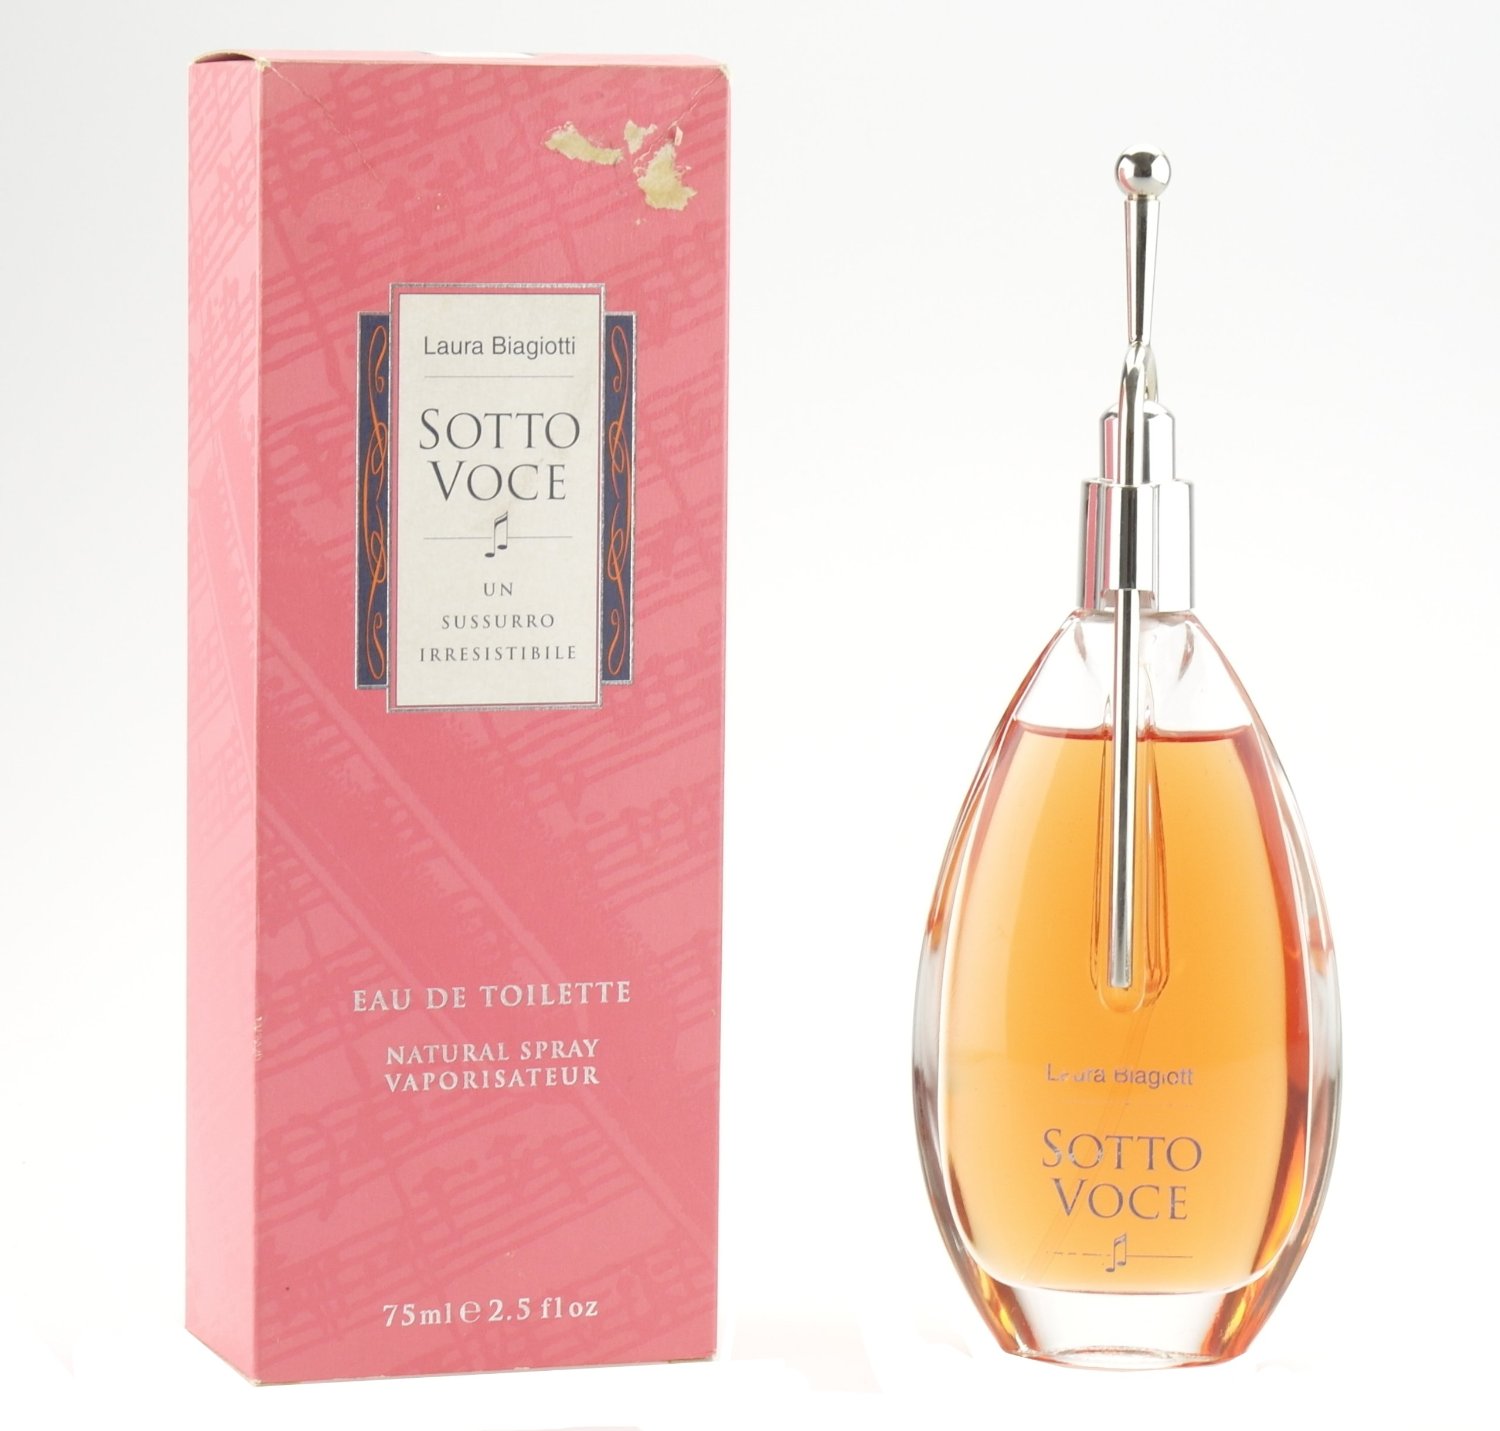 Laura Biagiotti
SOTTO
VOCE
UN
SUSSURRO
IRRESISTIBILE
EAU DE TOILETTE
NATURAL SPRAY
VAPORISATEUR
75ml e 2.5 fl oz
Laura Biagiott
SOTTO
VOCE